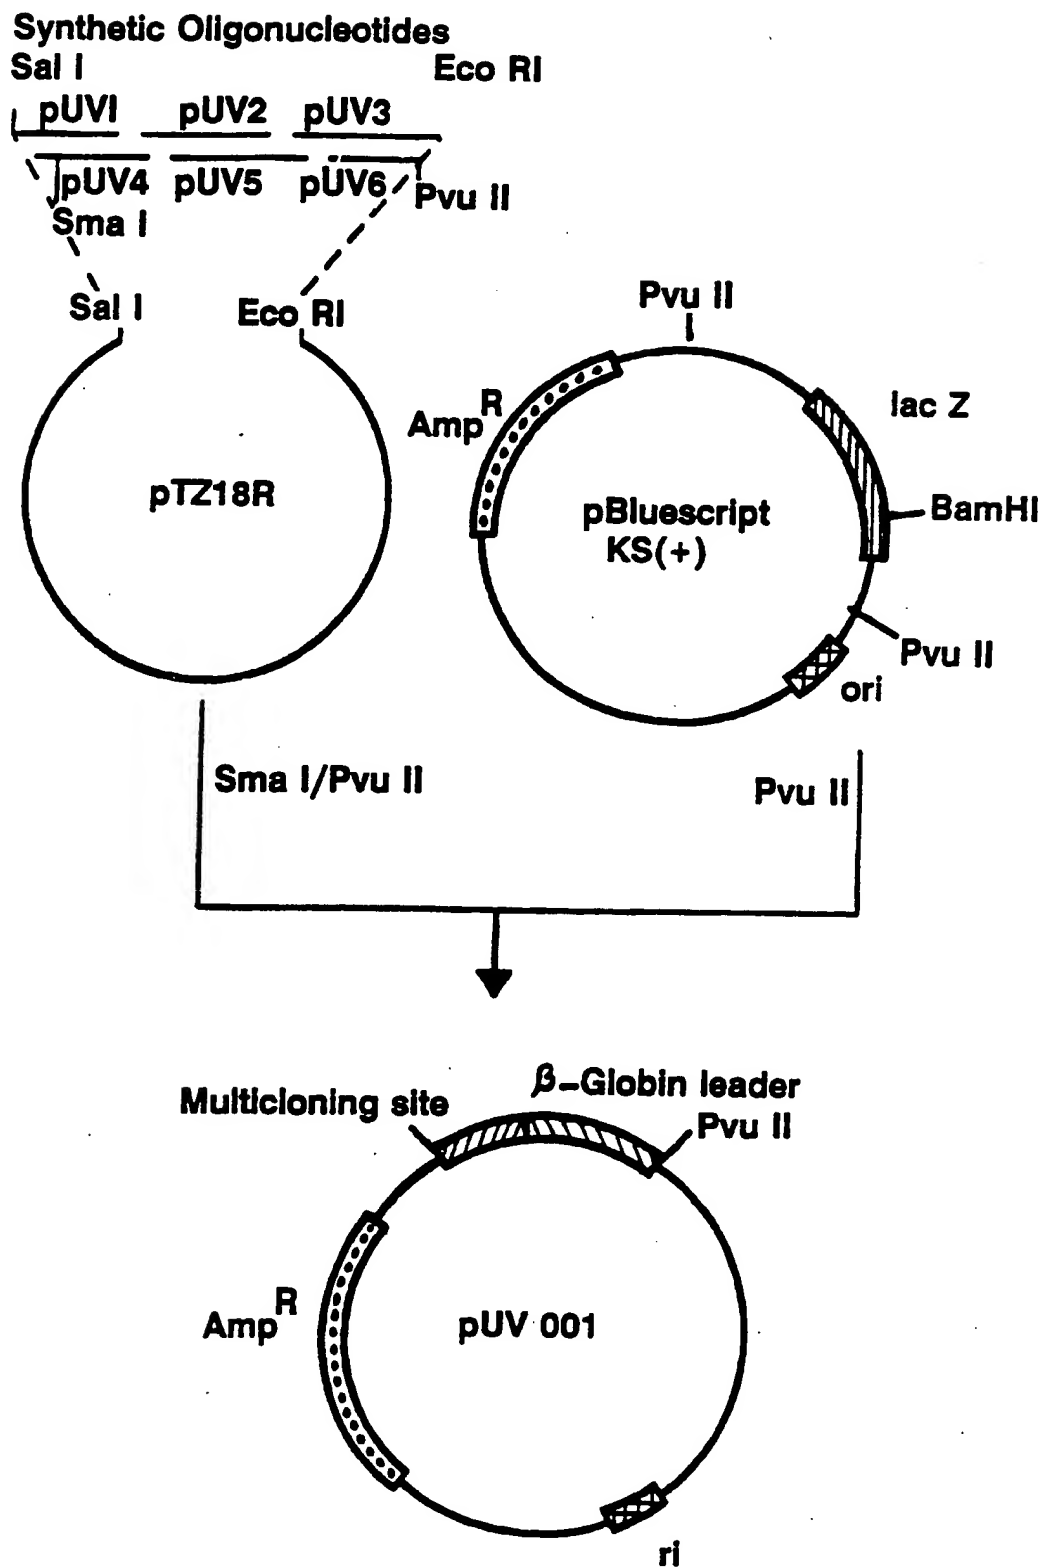 Synthetic Oligonucleotides
Sal I Eco RI
pUVI pUV2 pUV3
pUV4 pUV5 pUV6 Pvu II
Sma I
Sal I Eco RI
Pvu II
Amp R
lac Z
pTZ18R
pBluescript
KS(+)
BamHI
Pvu II
ori
Sma I/Pvu II
Pvu II
β-Globin leader
Multicloning site
Pvu II
Amp R
pUV 001
ri